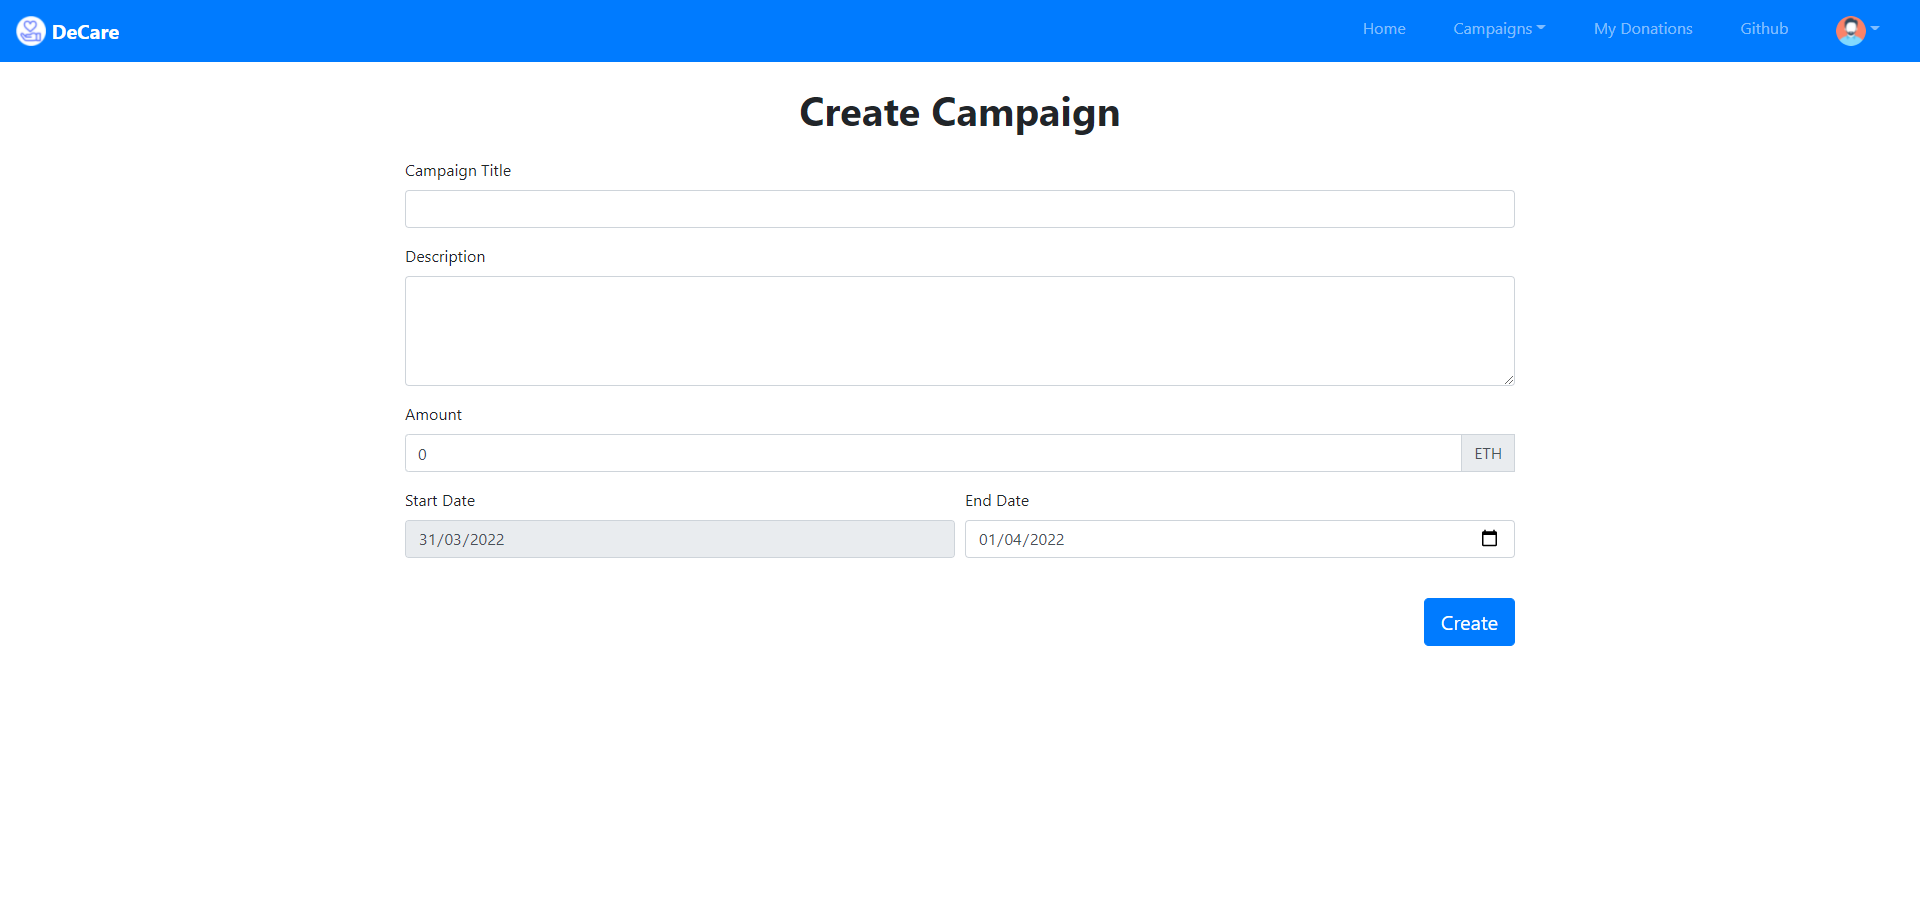 DeCare
Home Campaigns My Donations Github
Create Campaign
Campaign Title
Description
Amount
0 ETH
Start Date End Date
31/03/2022 01/04/2022
Create